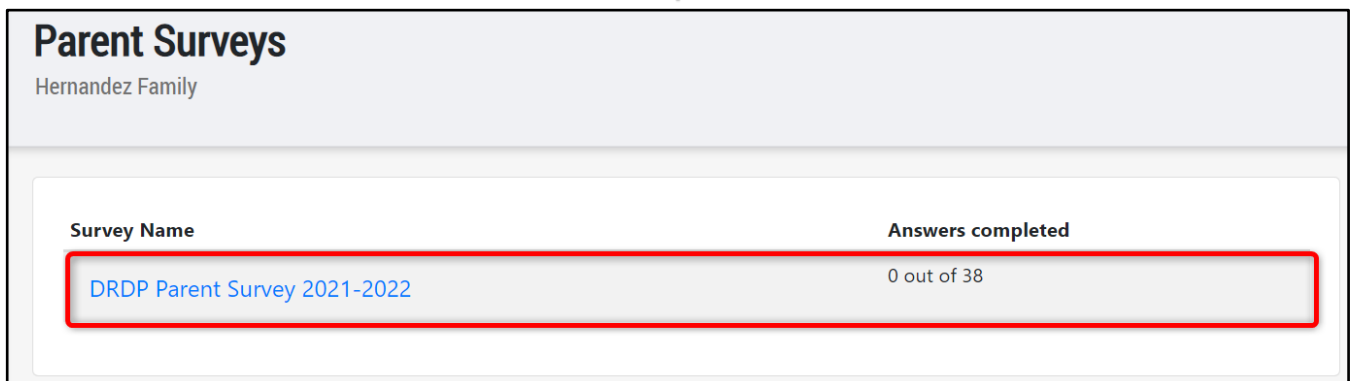 Parent Surveys
Hernandez Family
Survey Name Answers completed
DRDP Parent Survey 2021-2022 0 out of 38